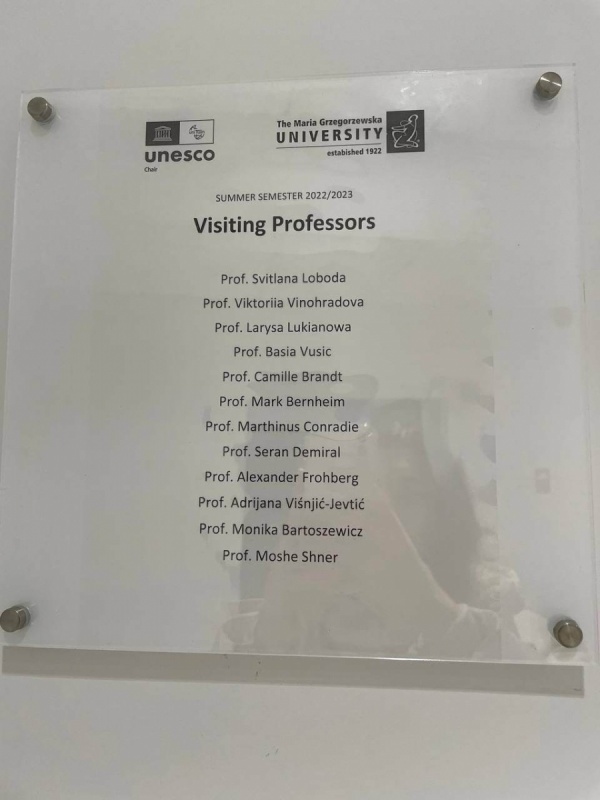 unesco
Chair
The Maria Grzegorzewska
UNIVERSITY
estabished 1922
SUMMER SEMESTER 2022/2023
Visiting Professors
Prof. Svitlana Loboda
Prof. Viktoriia Vinohradova
Prof. Larysa Lukianowa
Prof. Basia Vusic
Prof. Camille Brandt
Prof. Mark Bernheim
Prof. Marthinus Conradie
Prof. Seran Demiral
Prof. Alexander Frohberg
Prof. Adrijana Viśnjić-Jevtić
Prof. Monika Bartoszewicz
Prof. Moshe Shner